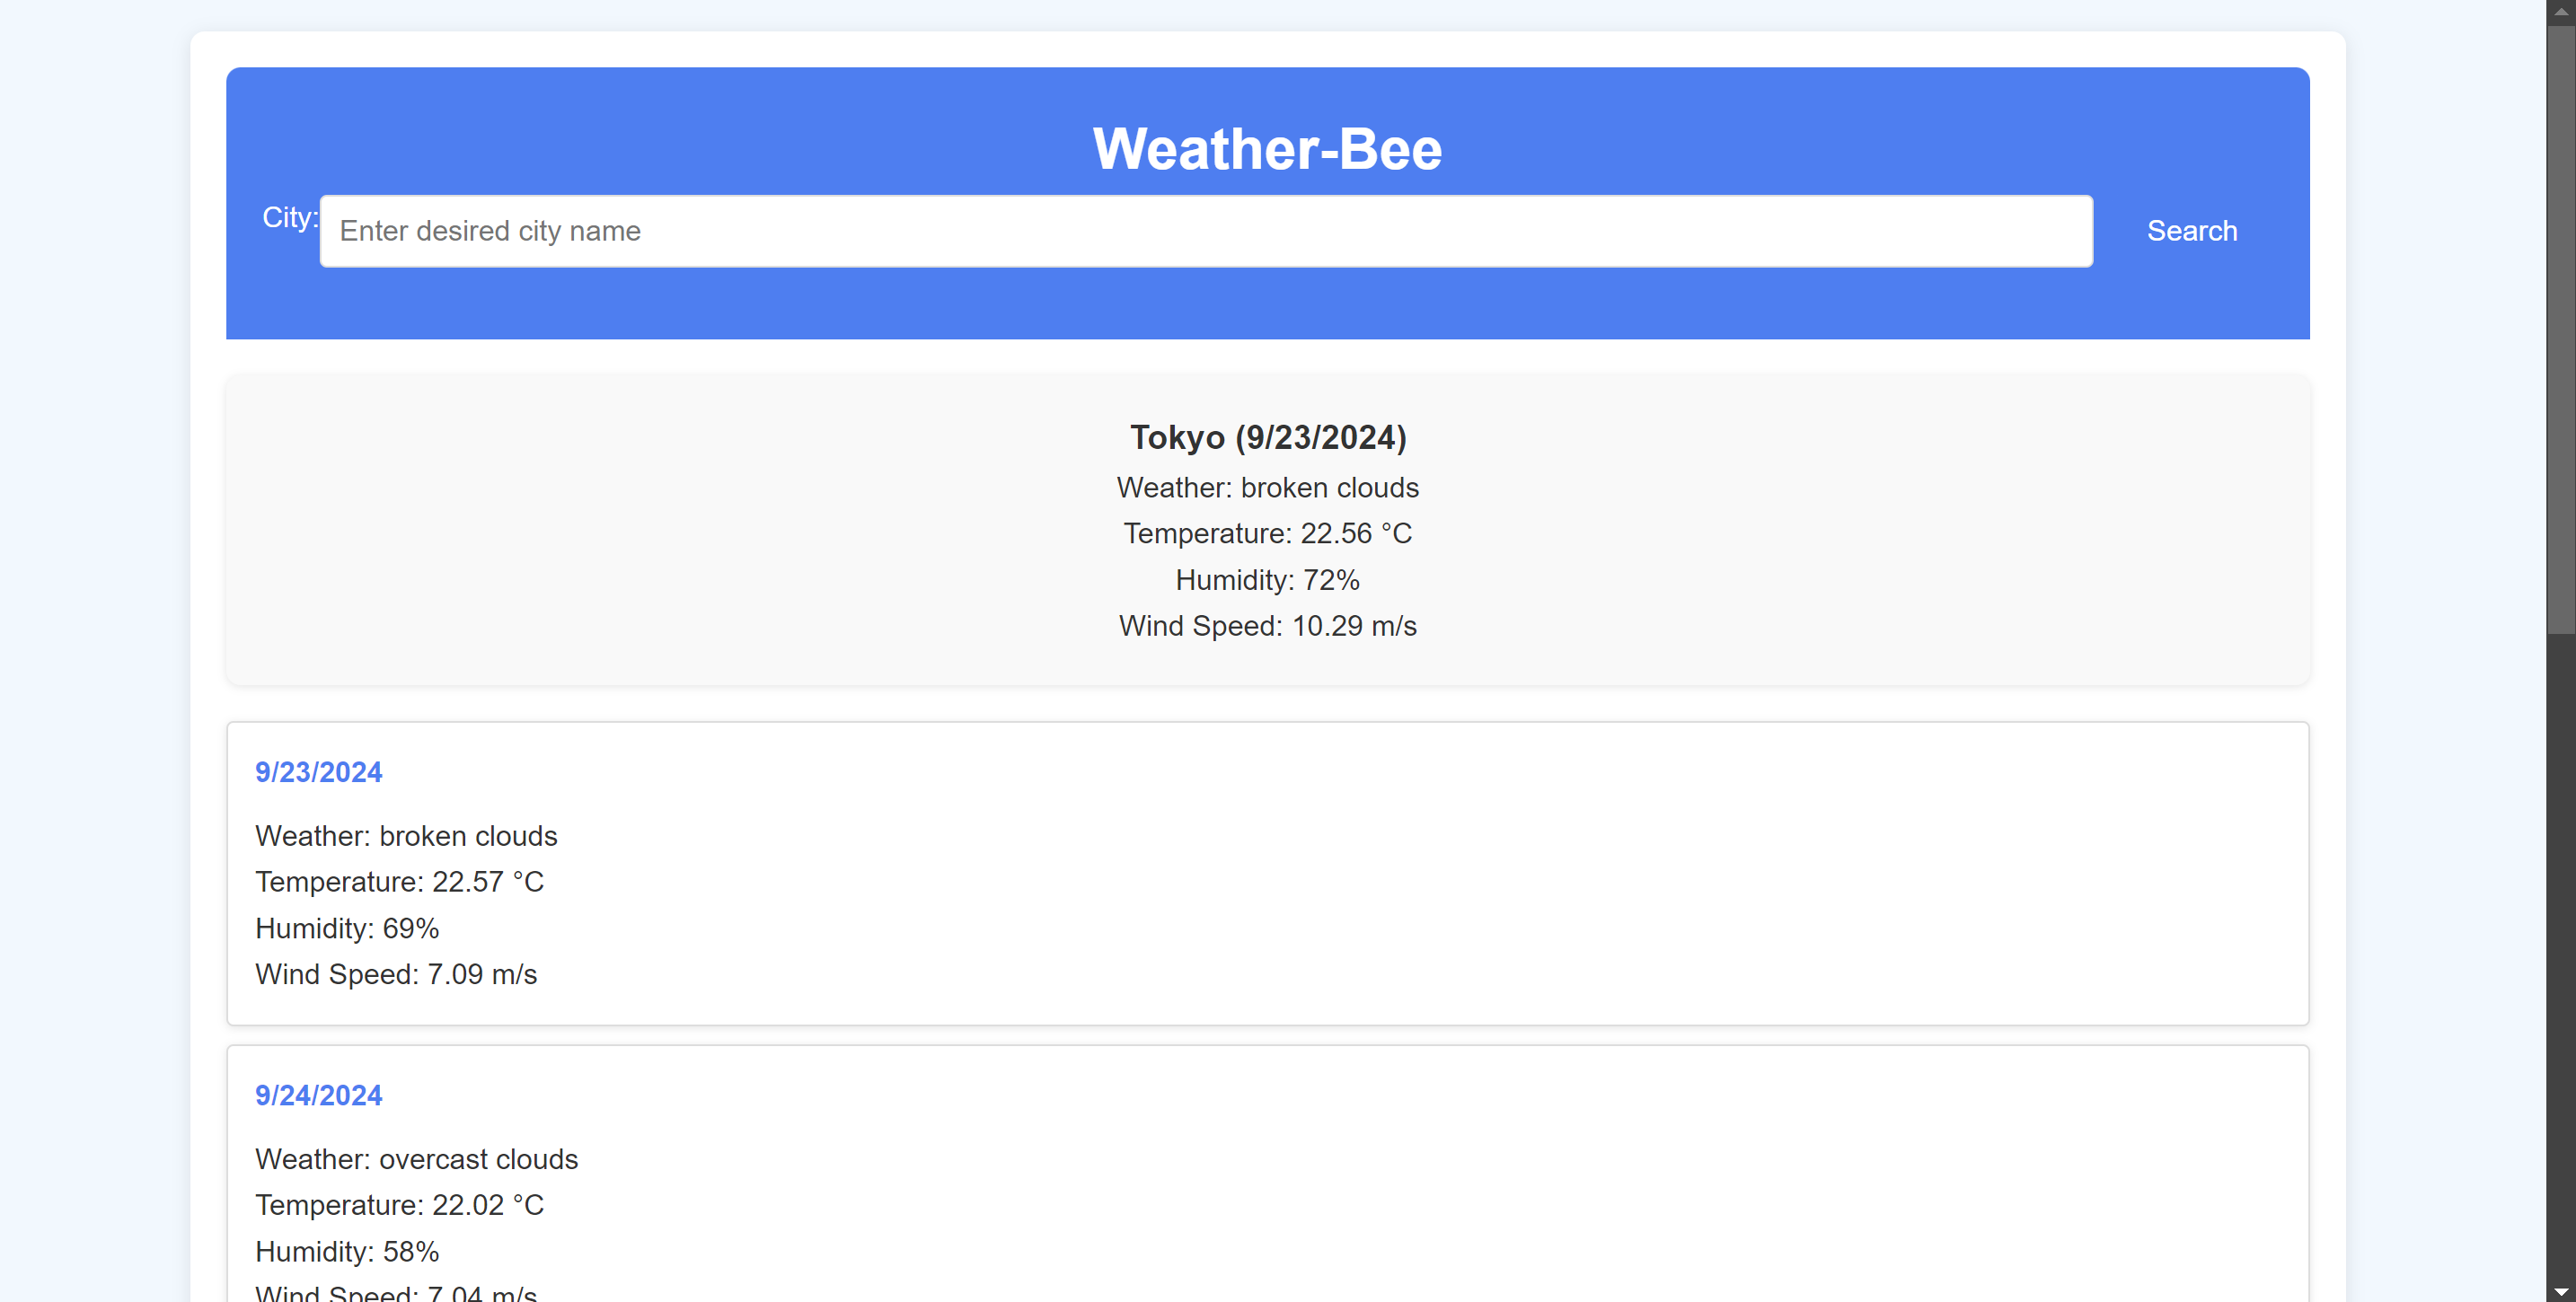 Weather-Bee
City:
Enter desired city name
Search
Tokyo (9/23/2024)
Weather: broken clouds
Temperature: 22.56 °C
Humidity: 72%
Wind Speed: 10.29 m/s
9/23/2024
Weather: broken clouds
Temperature: 22.57 °C
Humidity: 69%
Wind Speed: 7.09 m/s
9/24/2024
Weather: overcast clouds
Temperature: 22.02 °C
Humidity: 58%
Wind Speed: 7.04 m/s